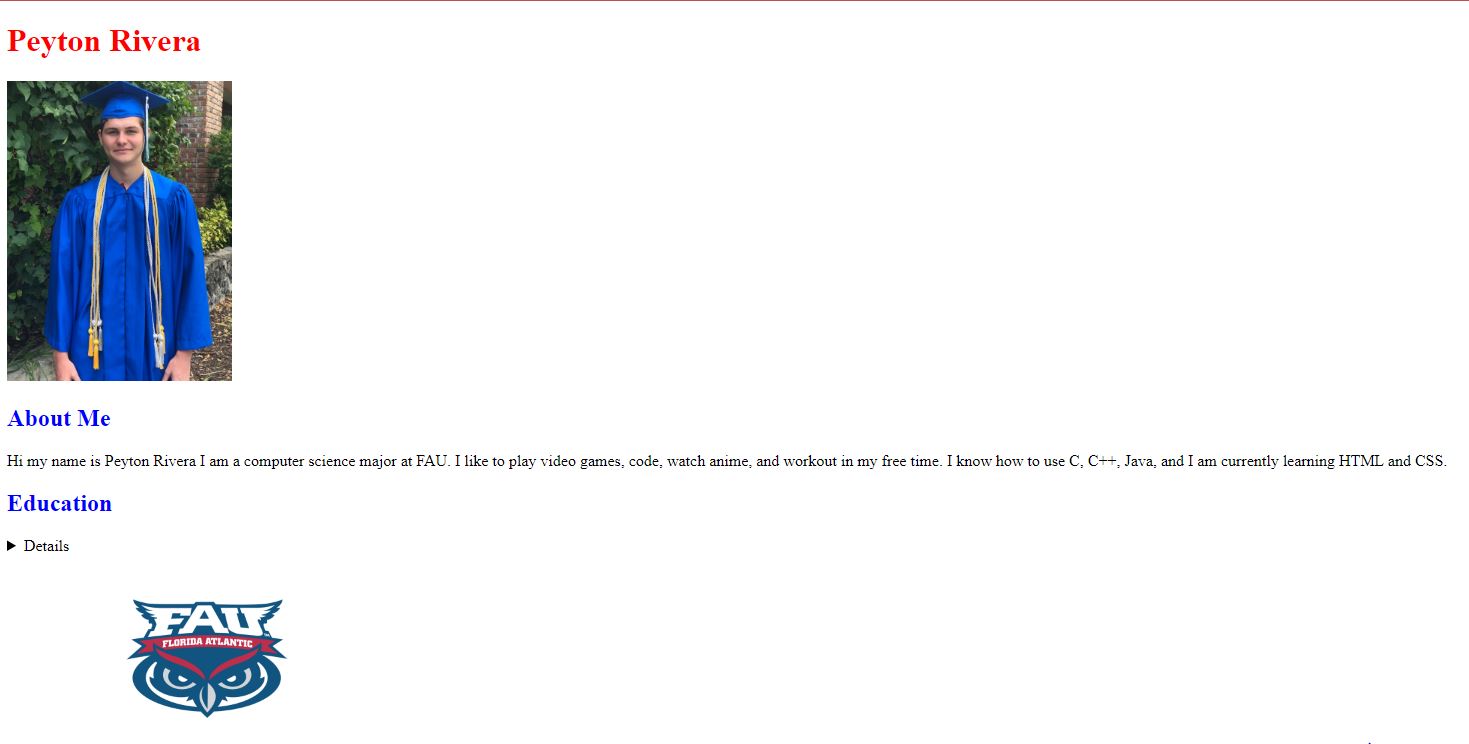 Peyton Rivera
About Me
Hi my name is Peyton Rivera I am a computer science major at FAU. I like to play video games, code, watch anime, and workout in my free time. I know how to use C, C++, Java, and I am currently learning HTML and CSS.
Education
Details
FAU
FLORIDA ATLANTIC